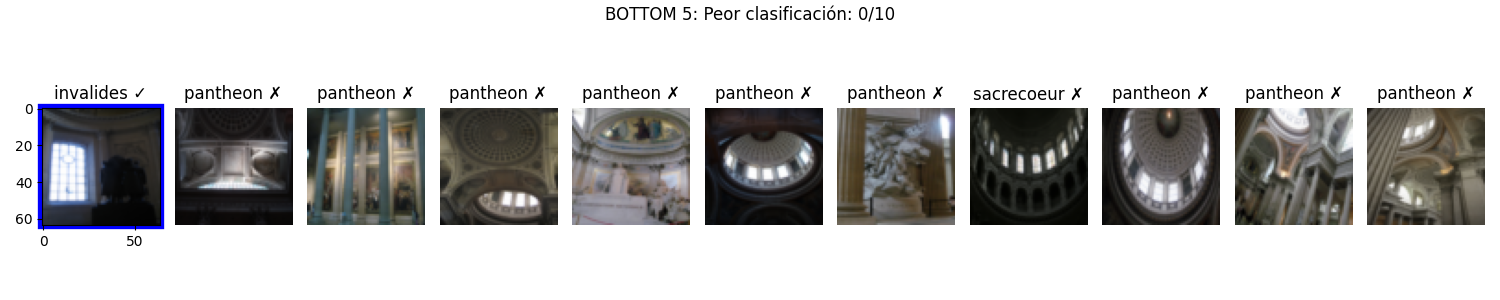 BOTTOM 5: Peor clasificación: 0/10
invalides ✓ pantheon ✗ pantheon ✗ pantheon ✗ pantheon ✗ pantheon ✗ pantheon ✗ sacrecoeur ✗ pantheon ✗ pantheon ✗ pantheon ✗
0
20
40
60
0 50